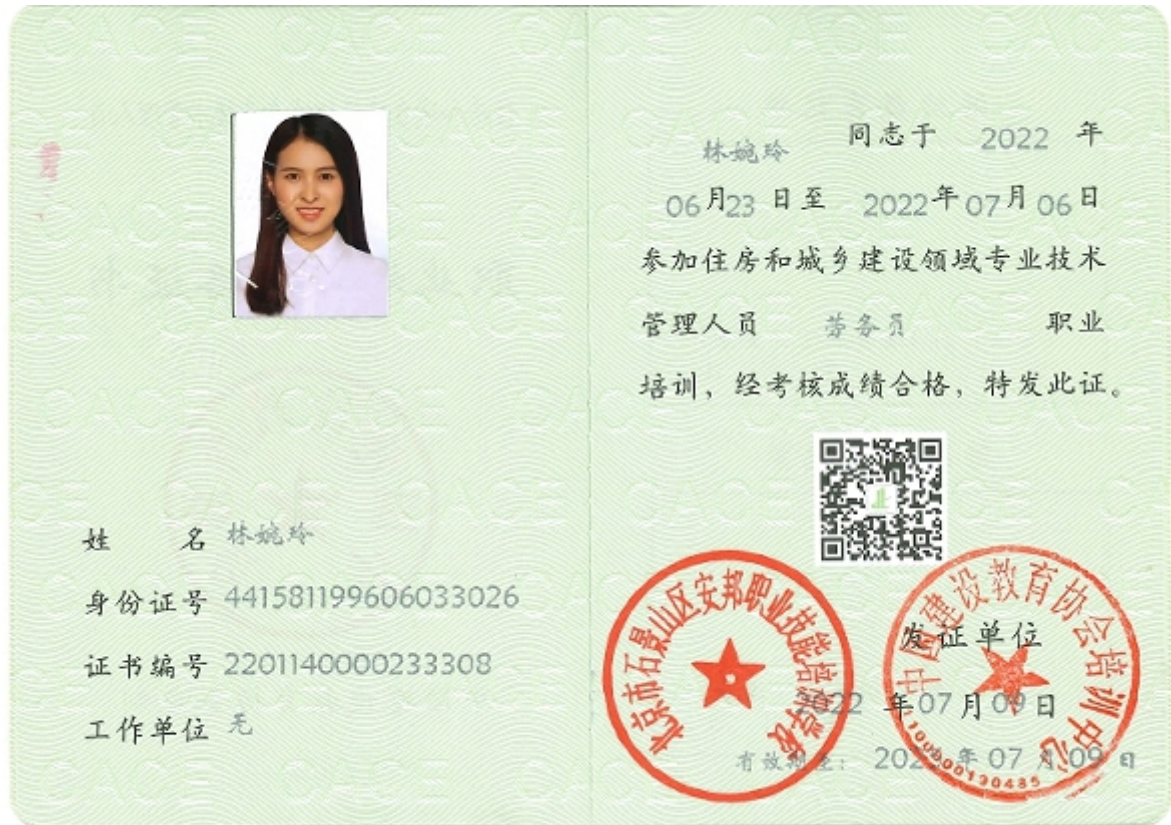 姓 名 林婉玲
身份证号 441581199606033026
证书编号 2201140000233308
工作单位 无
林婉玲 同志于 2022 年
06月23 日至 2022年07月06日
参加住房和城乡建设领域专业技术
管理人员 劳务员 职业
培训，经考核成绩合格，特发此证。
北京市石景山区安邦职业技能培训学校
中国建设教育协会培训中心
发证单位
2022 年07月09日
有效期至： 年07月09日
CACE